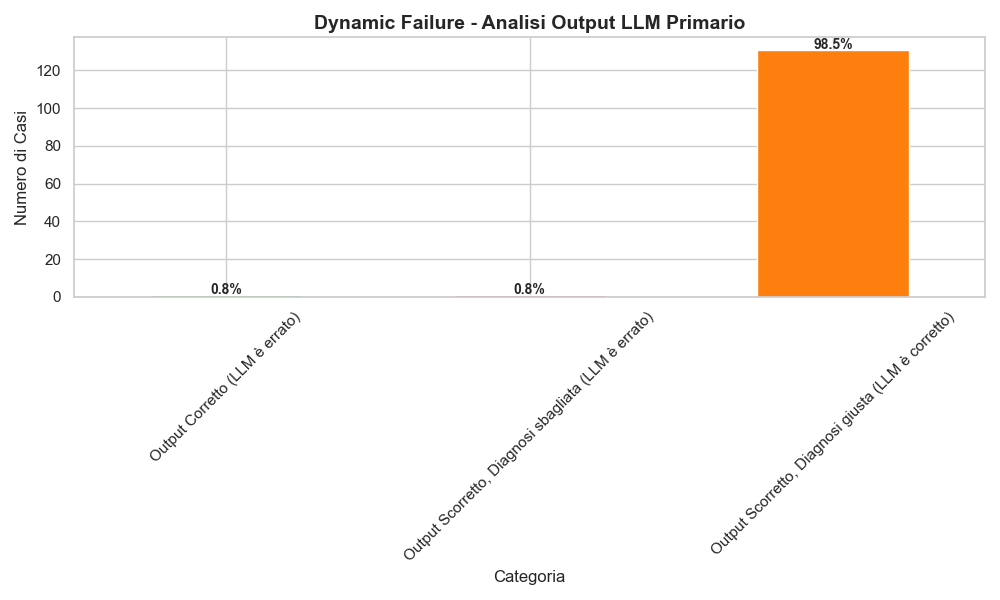 Dynamic Failure - Analisi Output LLM Primario
98.5%
120
100
80
60
40
20
0
Numero di Casi
0.8%
0.8%
Output Corretto (LLM è errato)
Output Scorretto, Diagnosi sbagliata (LLM è errato)
Output Scorretto, Diagnosi giusta (LLM è corretto)
Categoria